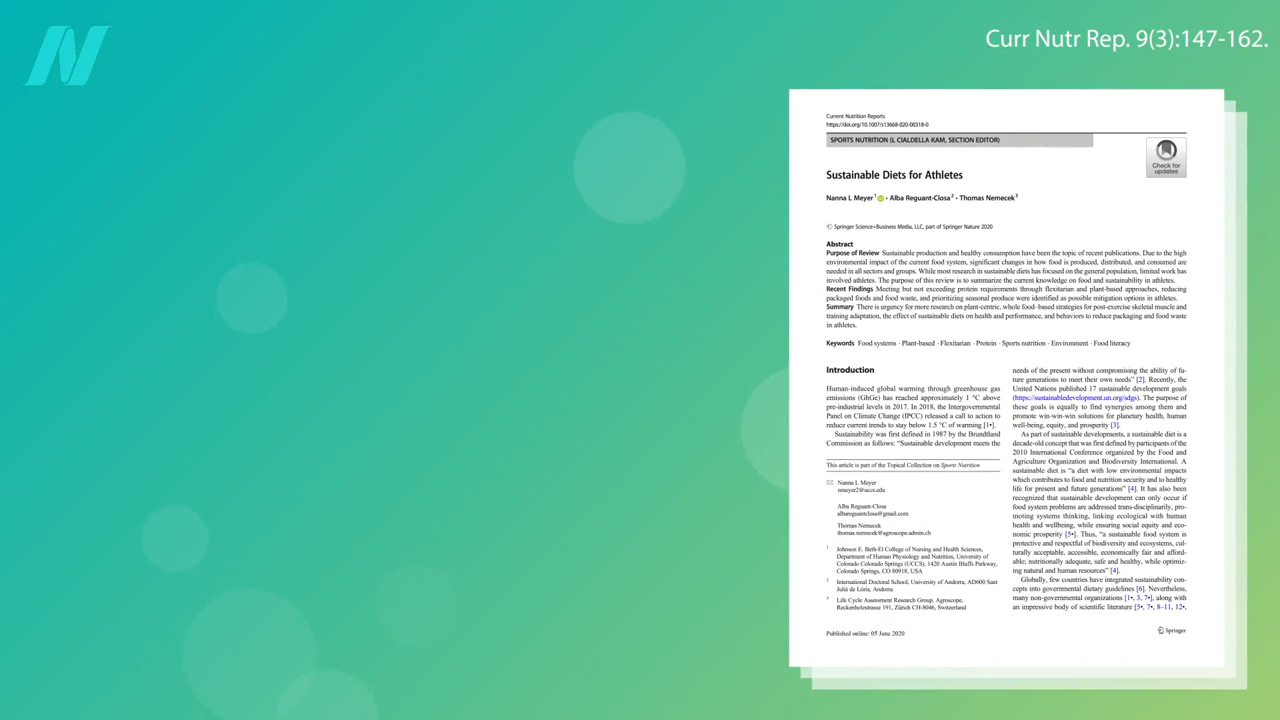 Curr Nutr Rep. 9(3):147-162.
Current Nutrition Reports
https://doi.org/10.1007/s13668-020-00318-0
SPORTS NUTRITION (L CIALDELLA KAM, SECTION EDITOR)
Check for
updates
Sustainable Diets for Athletes
Nanna L Meyer 1 · Alba Reguant-Closa 2 · Thomas Nemecek 3
© Springer Science+Business Media, LLC, part of Springer Nature 2020
Abstract
Purpose of Review Sustainable production and healthy consumption have been the topic of recent publications. Due to the high
environmental impact of the current food system, significant changes in how food is produced, distributed, and consumed are
needed in all sectors and groups. While most research in sustainable diets has focused on the general population, limited work has
involved athletes. The purpose of this review is to summarize the current knowledge on food and sustainability in athletes.
Recent Findings Meeting but not exceeding protein requirements through flexitarian and plant-based approaches, reducing
packaged foods and food waste, and prioritizing seasonal produce were identified as possible mitigation options in athletes.
Summary There is urgency for more research on plant-centric, whole food-based strategies for post-exercise skeletal muscle and
training adaptation, the effect of sustainable diets on health and performance, and behaviors to reduce packaging and food waste
in athletes.
Keywords Food systems · Plant-based · Flexitarian · Protein · Sports nutrition · Environment · Food literacy
Introduction
Human-induced global warming through greenhouse gas
emissions (GhGe) has reached approximately 1 °C above
pre-industrial levels in 2017. In 2018, the Intergovernmental
Panel on Climate Change (IPCC) released a call to action to
reduce current trends to stay below 1.5 °C of warming [1•].
Sustainability was first defined in 1987 by the Brundtland
Commission as follows: "Sustainable development meets the
This article is part of the Topical Collection on Sports Nutrition
Nanna L Meyer
nmeyer2@uccs.edu
Alba Reguant-Closa
albareguantclosa@gmail.com
Thomas Nemecek
thomas.nemecek@agroscope.admin.ch
1 Johnson E. Beth-El College of Nursing and Health Sciences,
Department of Human Physiology and Nutrition, University of
Colorado Colorado Springs (UCCS), 1420 Austin Bluffs Parkway,
Colorado Springs, CO 80918, USA
2 International Doctoral School, University of Andorra, AD600 Sant
Julià de Lòria, Andorra
3 Life Cycle Assessment Research Group, Agroscope,
Reckenholzstrasse 191, Zürich CH-8046, Switzerland
needs of the present without compromising the ability of fu-
ture generations to meet their own needs" [2]. Recently, the
United Nations published 17 sustainable development goals
(https://sustainabledevelopment.un.org/sdgs). The purpose of
these goals is equally to find synergies among them and
promote win-win-win solutions for planetary health, human
well-being, equity, and prosperity [3].
As part of sustainable developments, a sustainable diet is a
decade-old concept that was first defined by participants of the
2010 International Conference organized by the Food and
Agriculture Organization and Biodiversity International. A
sustainable diet is "a diet with low environmental impacts
which contributes to food and nutrition security and to healthy
life for present and future generations" [4]. It has also been
recognized that sustainable development can only occur if
food system problems are addressed trans-disciplinarily, pro-
moting systems thinking, linking ecological with human
health and wellbeing, while ensuring social equity and eco-
nomic prosperity [5•]. Thus, "a sustainable food system is
protective and respectful of biodiversity and ecosystems, cul-
turally acceptable, accessible, economically fair and afford-
able; nutritionally adequate, safe and healthy, while optimiz-
ing natural and human resources" [4].
Globally, few countries have integrated sustainability con-
cepts into governmental dietary guidelines [6]. Nevertheless,
many non-governmental organizations [1•, 3, 7•], along with
an impressive body of scientific literature [5•, 7•, 8–11, 12•,
Published online: 05 June 2020
Springer